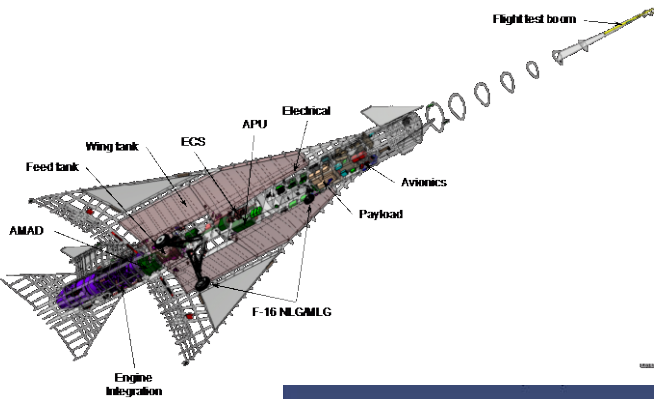 Flight test boom
Electrical
APU
ECS
Wing tank
Feed tank
Avionics
Payload
AMAD
F-16 NLG/MLG
Engine
Integration